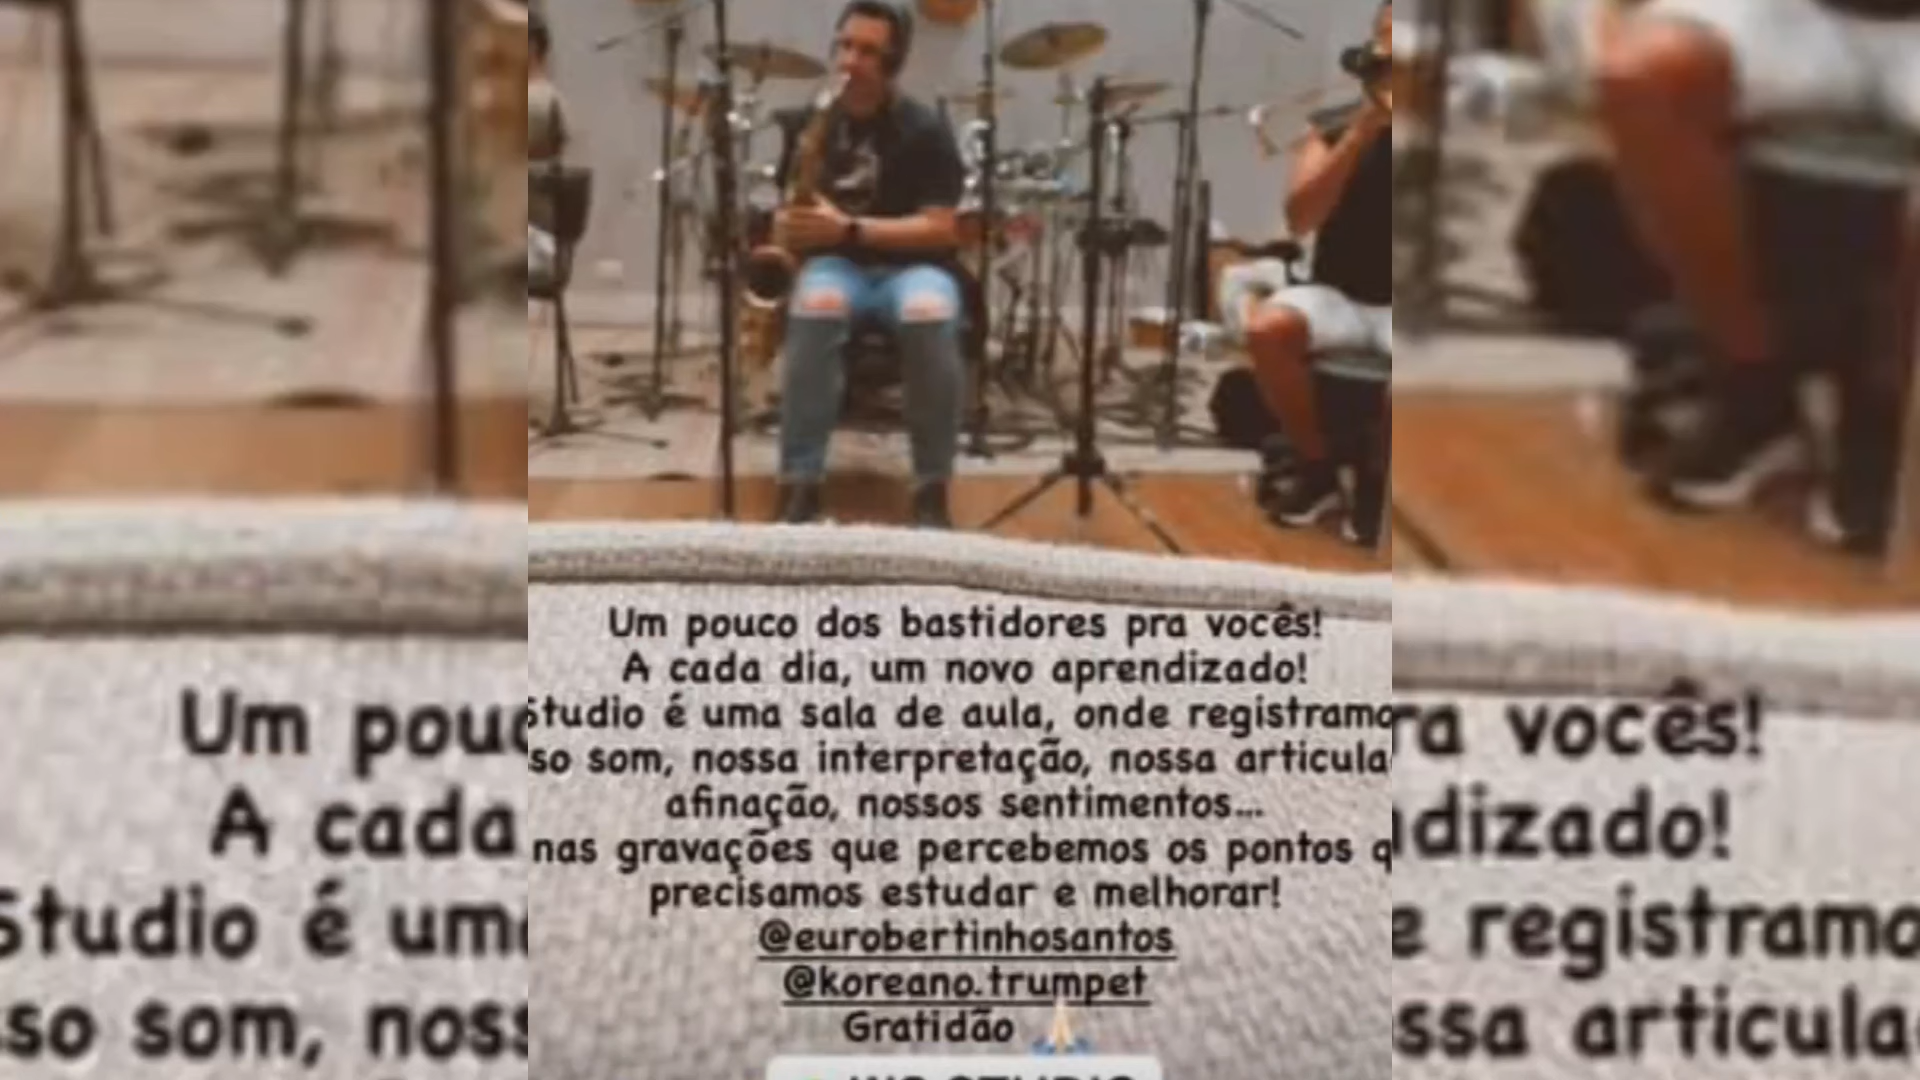 Um pouco dos bastidores pra vocês!
A cada dia, um novo aprendizado!
Studio é uma sala de aula, onde registramo
so som, nossa interpretação, nossa articula
afinação, nossos sentimentos...
nas gravações que percebemos os pontos q
precisamos estudar e melhorar!
@eurobertinhosantos
@koreano.trumpet
Gratidão